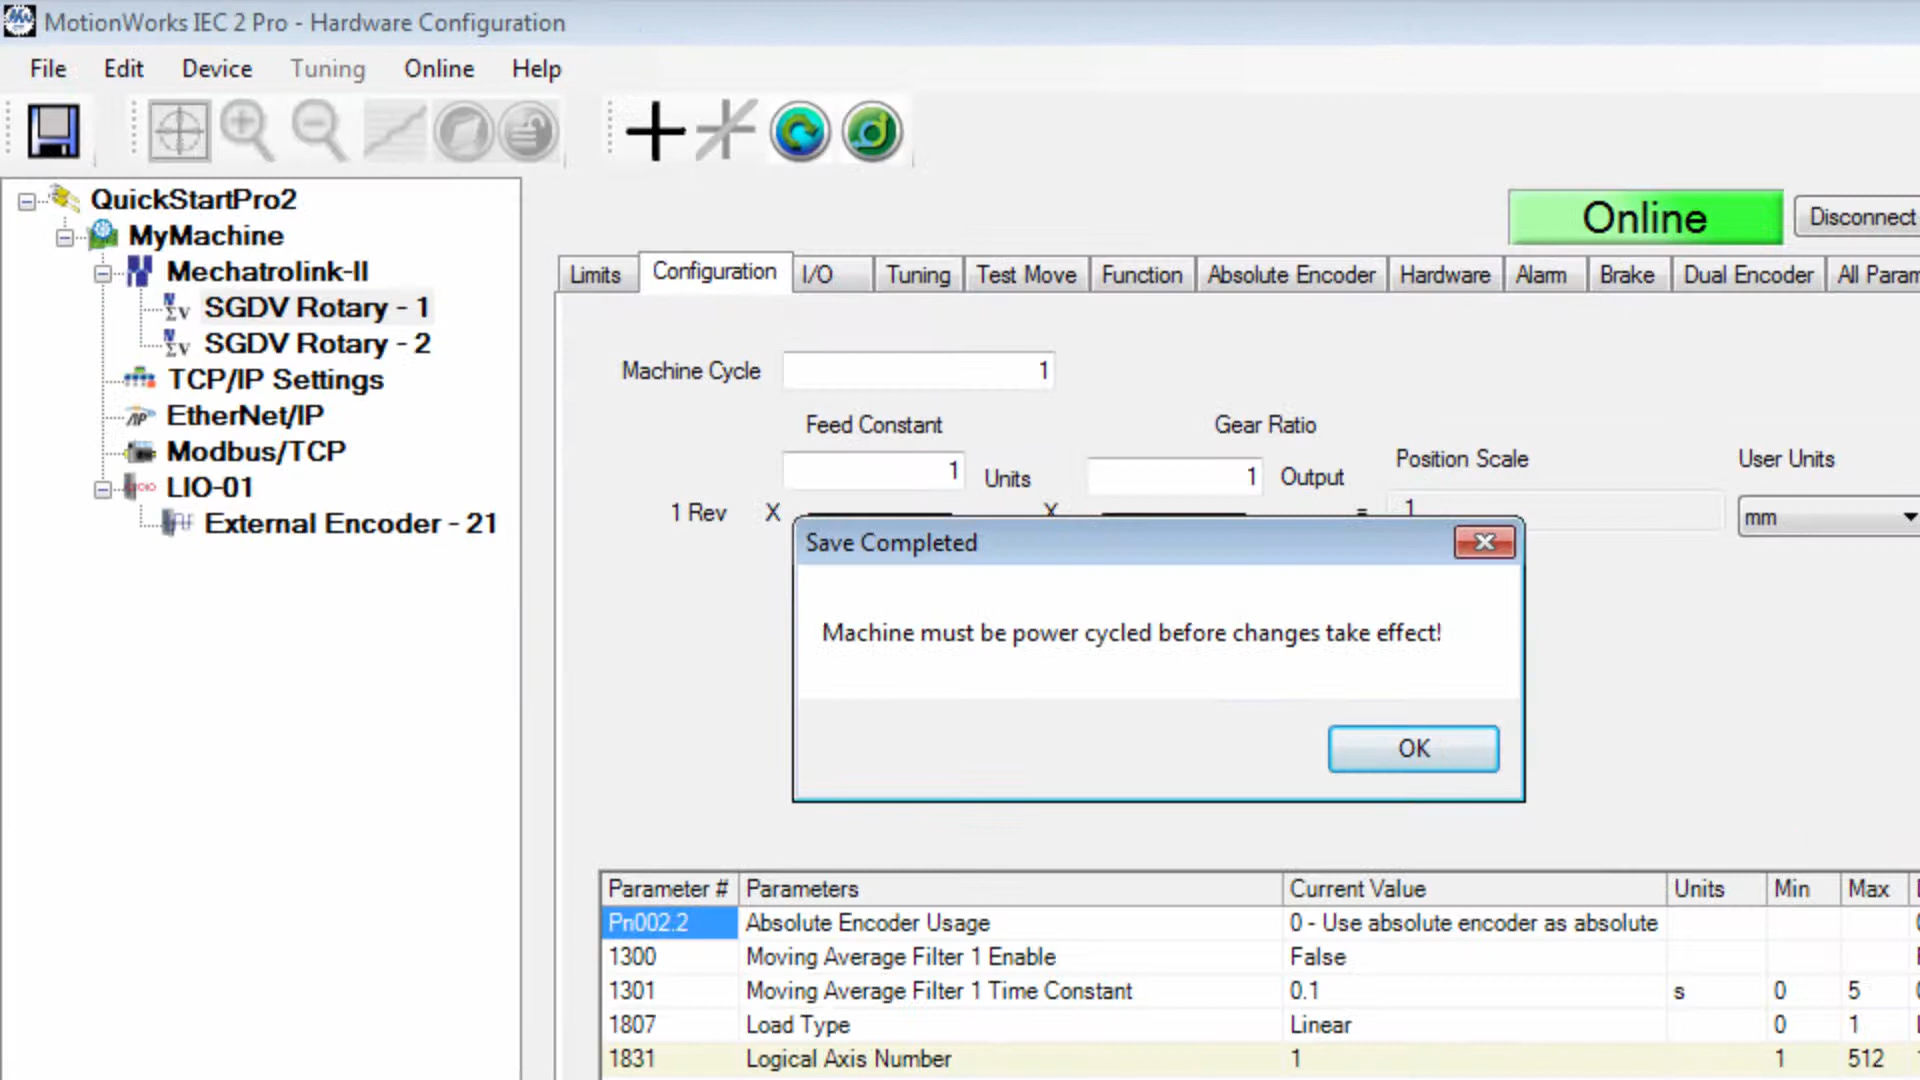 MotionWorks IEC 2 Pro - Hardware Configuration
File Edit Device Tuning Online Help
QuickStartPro2
MyMachine
Mechatrolink-II
SGDV Rotary - 1
SGDV Rotary - 2
TCP/IP Settings
EtherNet/IP
Modbus/TCP
LIO-01
External Encoder - 21
Online Disconnect
Limits Configuration I/O Tuning Test Move Function Absolute Encoder Hardware Alarm Brake Dual Encoder All Param
Machine Cycle 1
Feed Constant Gear Ratio
1 Units 1 Output Position Scale User Units
1 Rev X X = 1 mm
Save Completed
Machine must be power cycled before changes take effect!
OK
Parameter # Parameters Current Value Units Min Max
Pn002.2 Absolute Encoder Usage 0 - Use absolute encoder as absolute
1300 Moving Average Filter 1 Enable False
1301 Moving Average Filter 1 Time Constant 0.1 s 0 5
1807 Load Type Linear 0 1
1831 Logical Axis Number 1 1 512